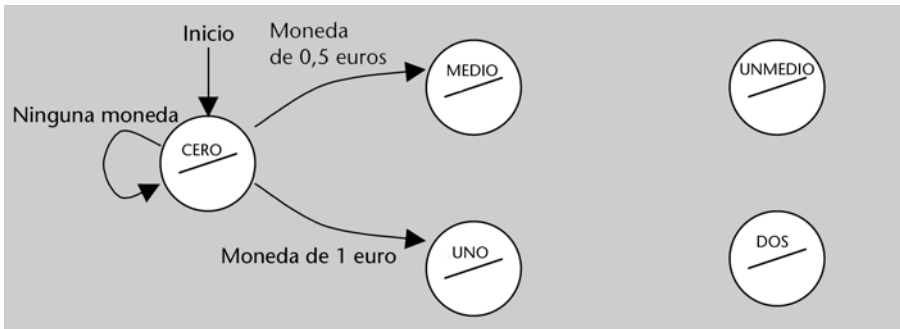 Inicio
Moneda
de 0,5 euros
MEDIO
UNMEDIO
Ninguna moneda
CERO
Moneda de 1 euro
UNO
DOS